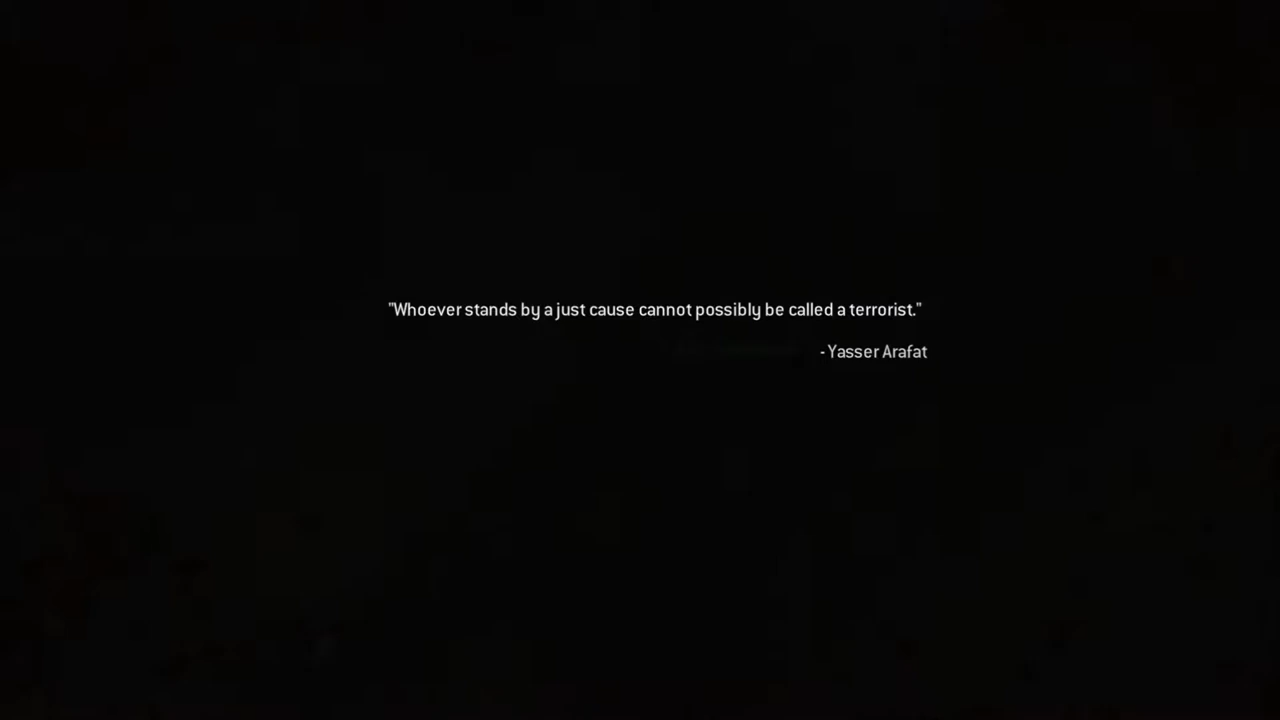 "Whoever stands by a just cause cannot possibly be called a terrorist."
- Yasser Arafat